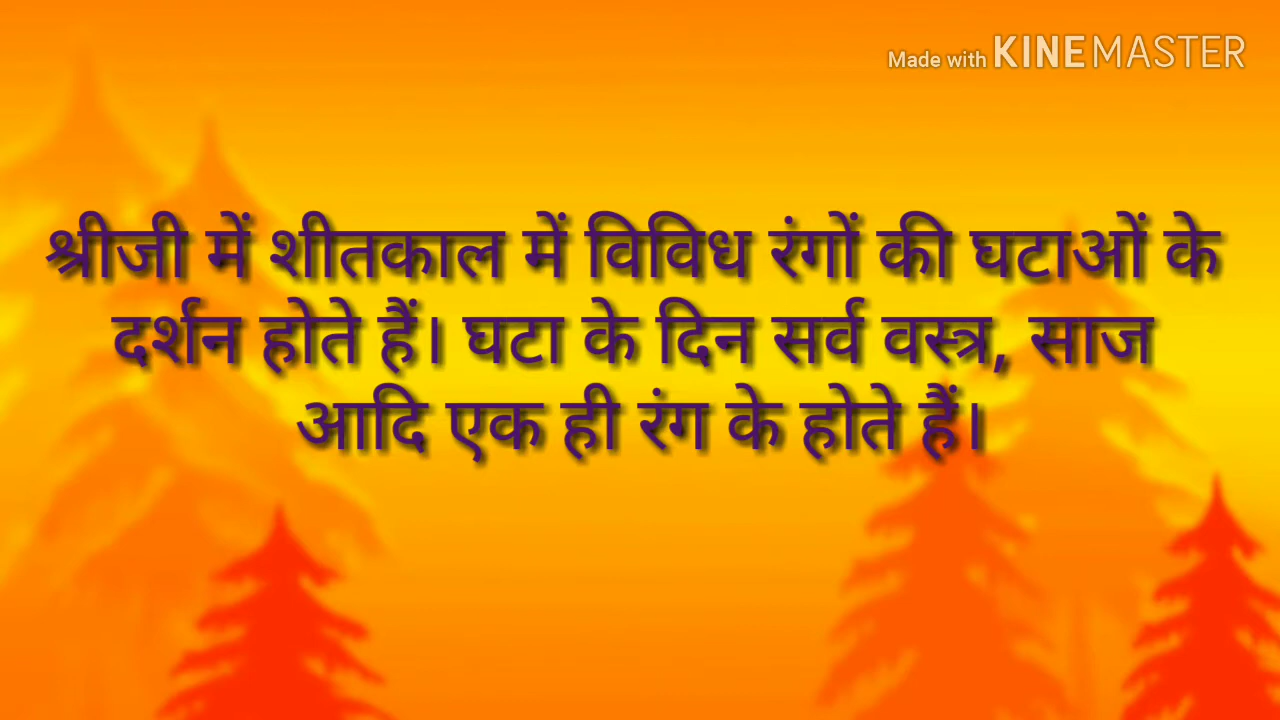 Made with KINEMASTER
श्रीजी में शीतकाल में विविध रंगों की घटाओं के
दर्शन होते हैं। घटा के दिन सर्व वस्त्र, साज
आदि एक ही रंग के होते हैं।